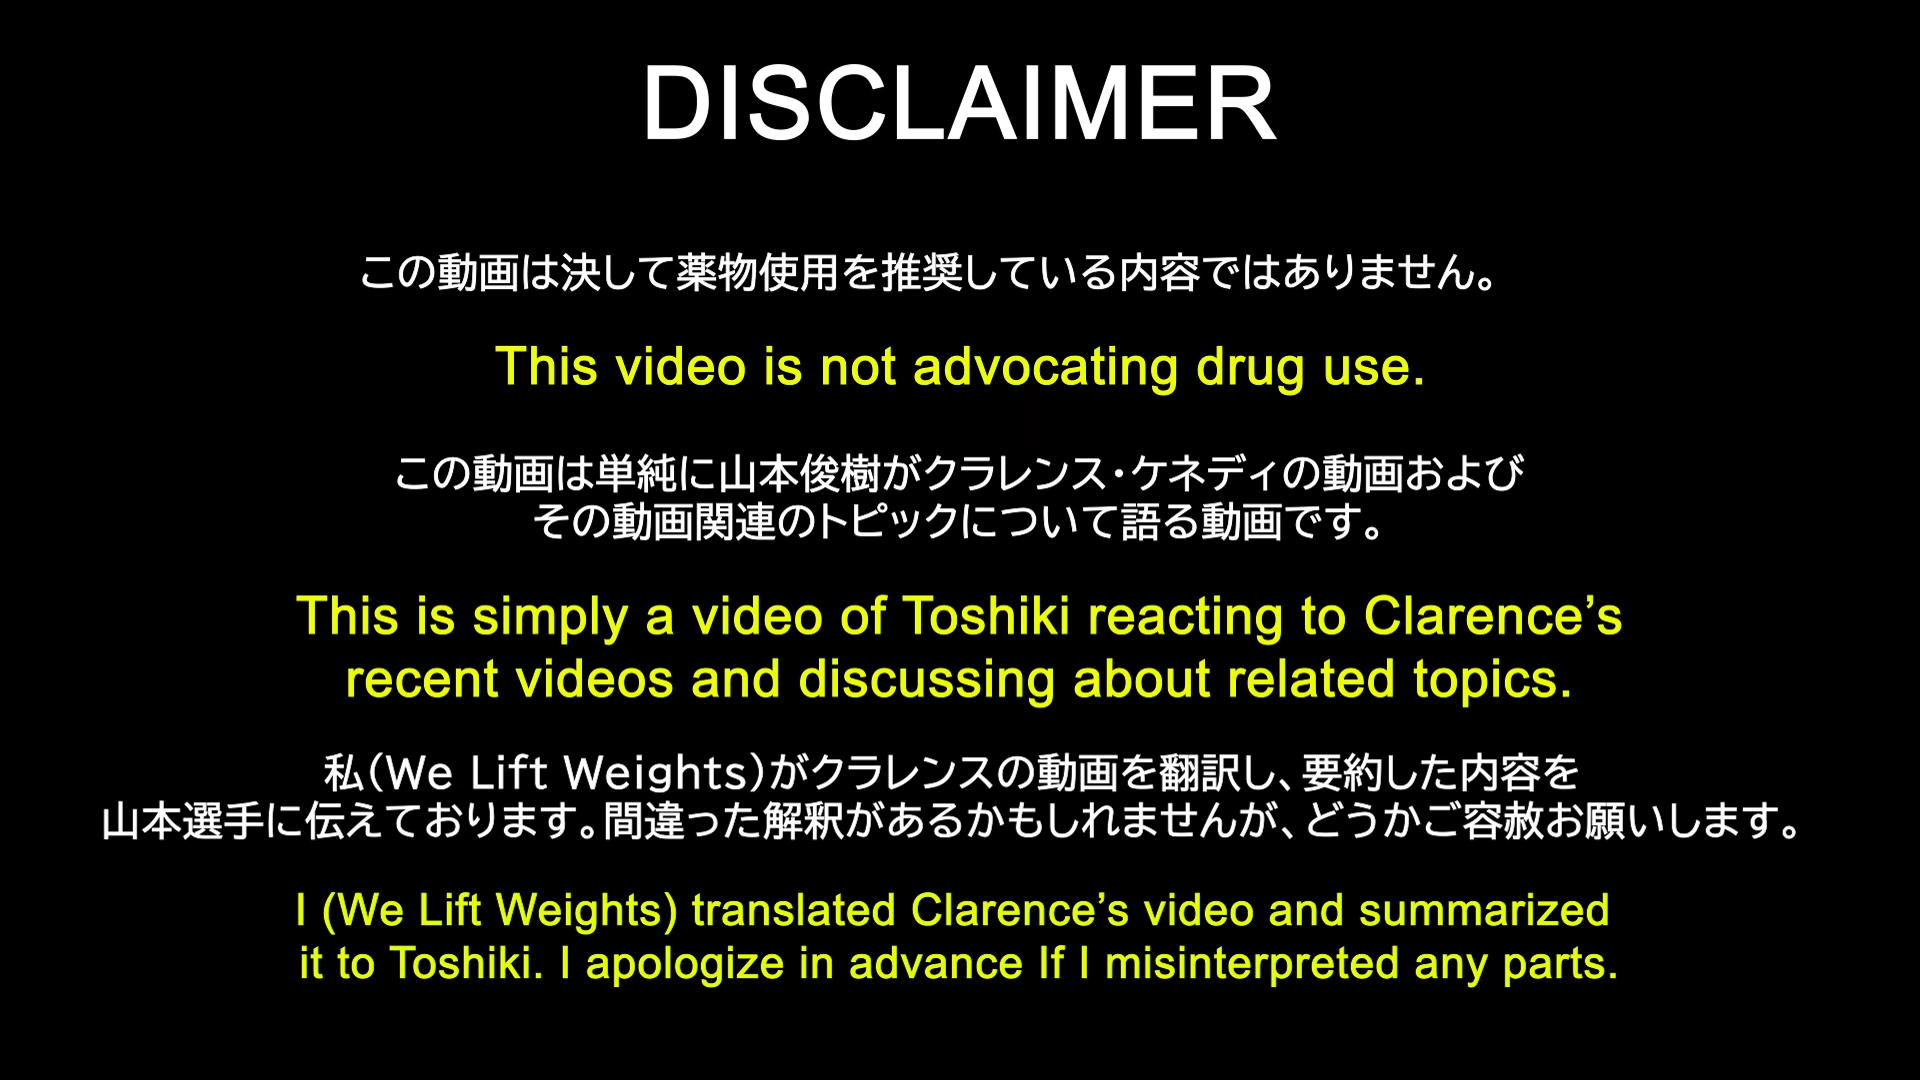 DISCLAIMER
この動画は決して薬物使用を推奨している内容ではありません。
This video is not advocating drug use.
この動画は単純に山本俊樹がクラレンス・ケネディの動画および
その動画関連のトピックについて語る動画です。
This is simply a video of Toshiki reacting to Clarence’s
recent videos and discussing about related topics.
私(We Lift Weights)がクラレンスの動画を翻訳し、要約した内容を
山本選手に伝えております。間違った解釈があるかもしれませんが、どうかご容赦お願いします。
I (We Lift Weights) translated Clarence’s video and summarized
it to Toshiki. I apologize in advance If I misinterpreted any parts.